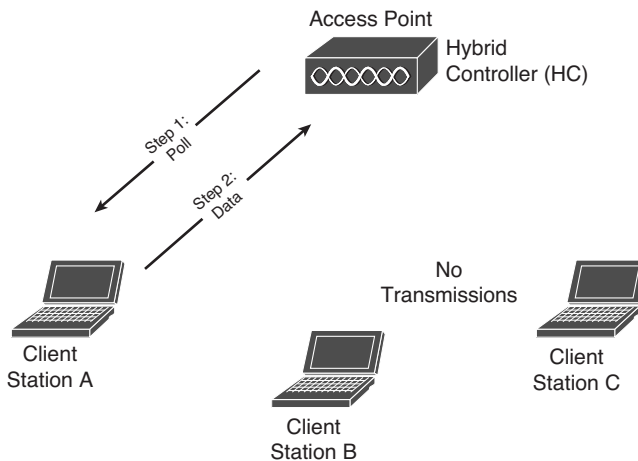 Access Point
Hybrid
Controller (HC)
Step 1:
Poll
Step 2:
Data
No
Transmissions
Client
Station A
Client
Station B
Client
Station C